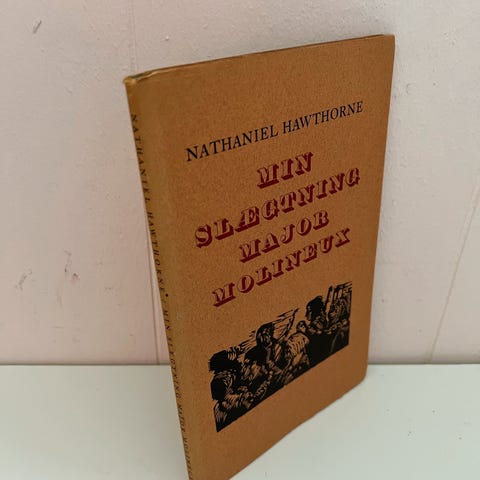 NATHANIEL HAWTHORNE
MIN
SLÆGTNING
MAJOR
MOLINEUX
NATHANIEL HAWTHORNE • MIN SLÆGTNING MAJOR MOLINEUX